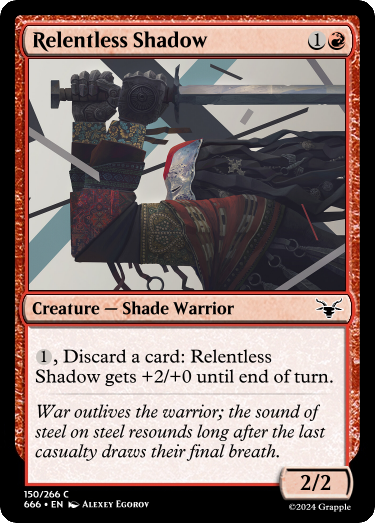 Relentless Shadow 1
Creature — Shade Warrior
1, Discard a card: Relentless
Shadow gets +2/+0 until end of turn.
War outlives the warrior; the sound of
steel on steel resounds long after the last
casualty draws their final breath.
2/2
150/266 C
666 • EN Alexey Egorov
©2024 Grapple